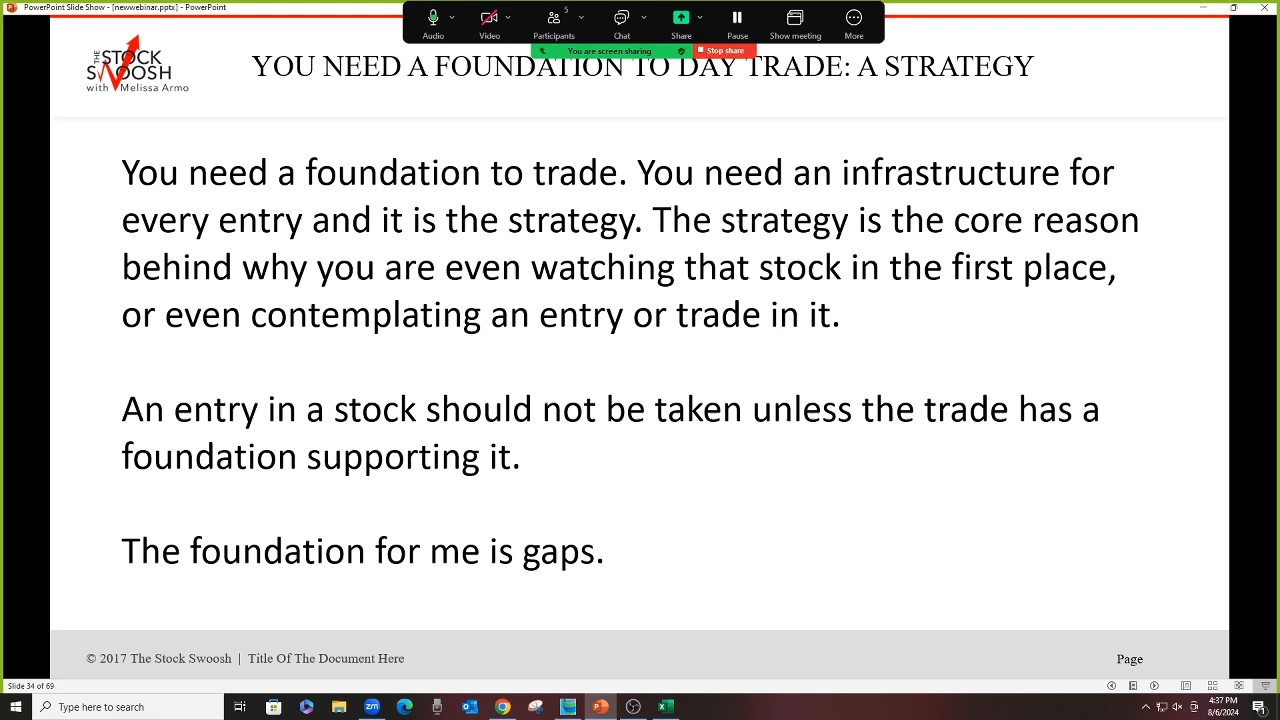 PowerPoint Slide Show - [newwebinar.pptx] - PowerPoint
5
Audio Video Participants Chat Share Pause Show meeting More
You are screen sharing Stop share
THE STOCK SWOOSH
with Melissa Armo
YOU NEED A FOUNDATION TO DAY TRADE: A STRATEGY
You need a foundation to trade. You need an infrastructure for
every entry and it is the strategy. The strategy is the core reason
behind why you are even watching that stock in the first place,
or even contemplating an entry or trade in it.
An entry in a stock should not be taken unless the trade has a
foundation supporting it.
The foundation for me is gaps.
© 2017 The Stock Swoosh | Title Of The Document Here
Page
Slide 34 of 69
Type here to search
zm
4:37 PM
8/6/2024